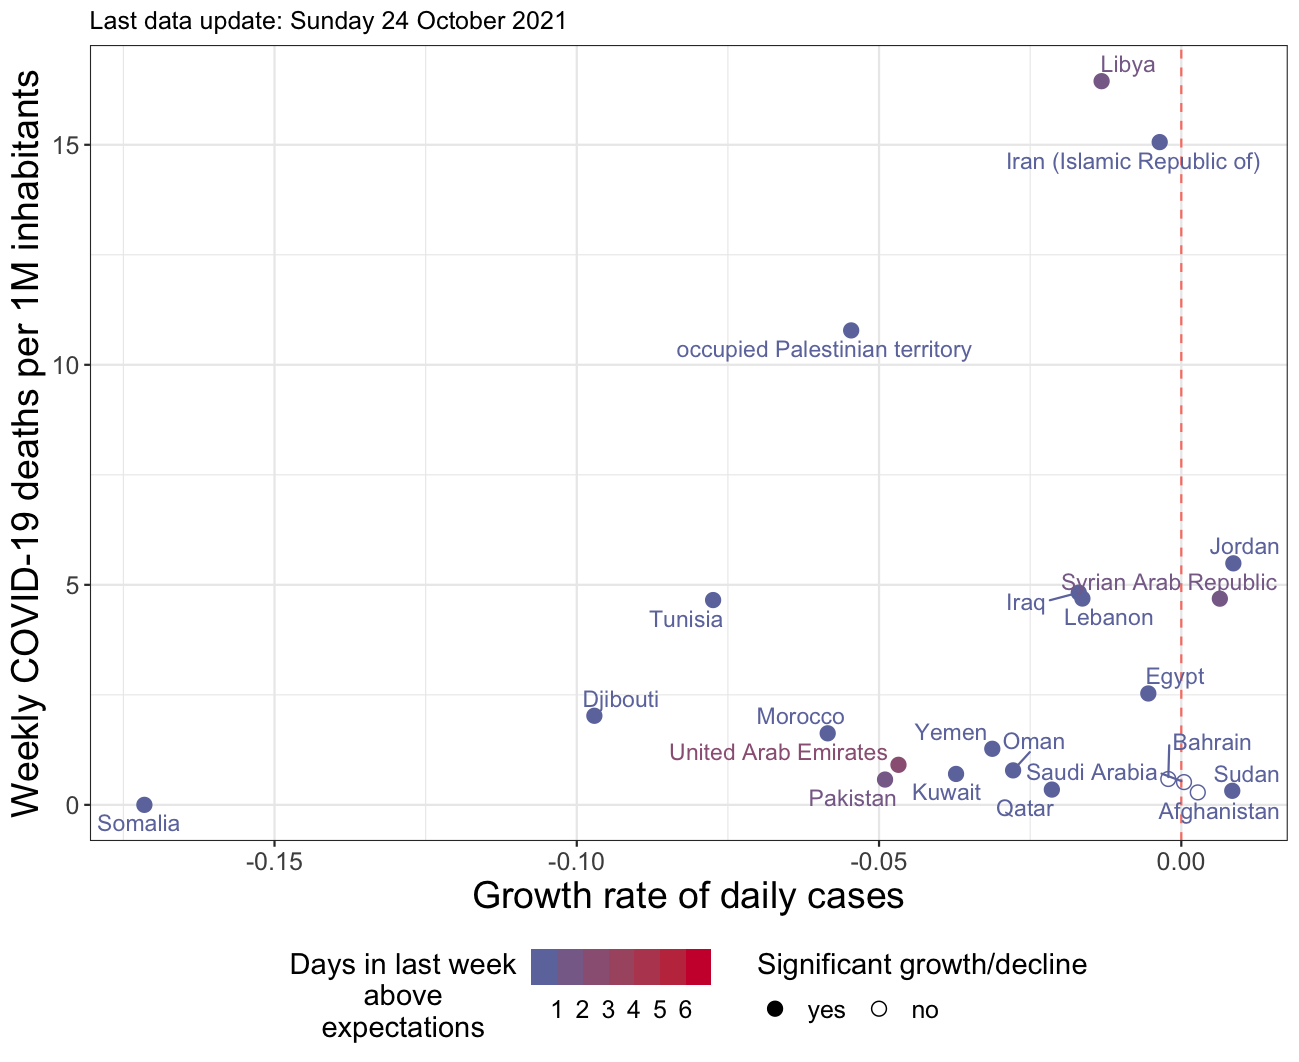 Last data update: Sunday 24 October 2021
Weekly COVID-19 deaths per 1M inhabitants
15
10
5
0
Libya
Iran (Islamic Republic of)
occupied Palestinian territory
Jordan
Syrian Arab Republic
Iraq
Lebanon
Tunisia
Egypt
Djibouti
Morocco
Yemen
Oman
Bahrain
United Arab Emirates
Saudi Arabia
Sudan
Pakistan
Kuwait
Qatar
Afghanistan
Somalia
-0.15
-0.10
-0.05
0.00
Growth rate of daily cases
Days in last week
above
expectations
1 2 3 4 5 6
Significant growth/decline
yes
no